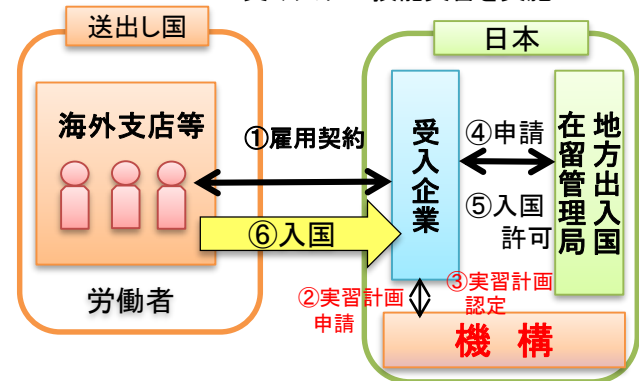 送出し国
日本
海外支店等
労働者
①雇用契約
⑥入国
受入企業
④申請
⑤入国
許可
地方出入国
在留管理局
②実習計画
申請
③実習計画
認定
機構